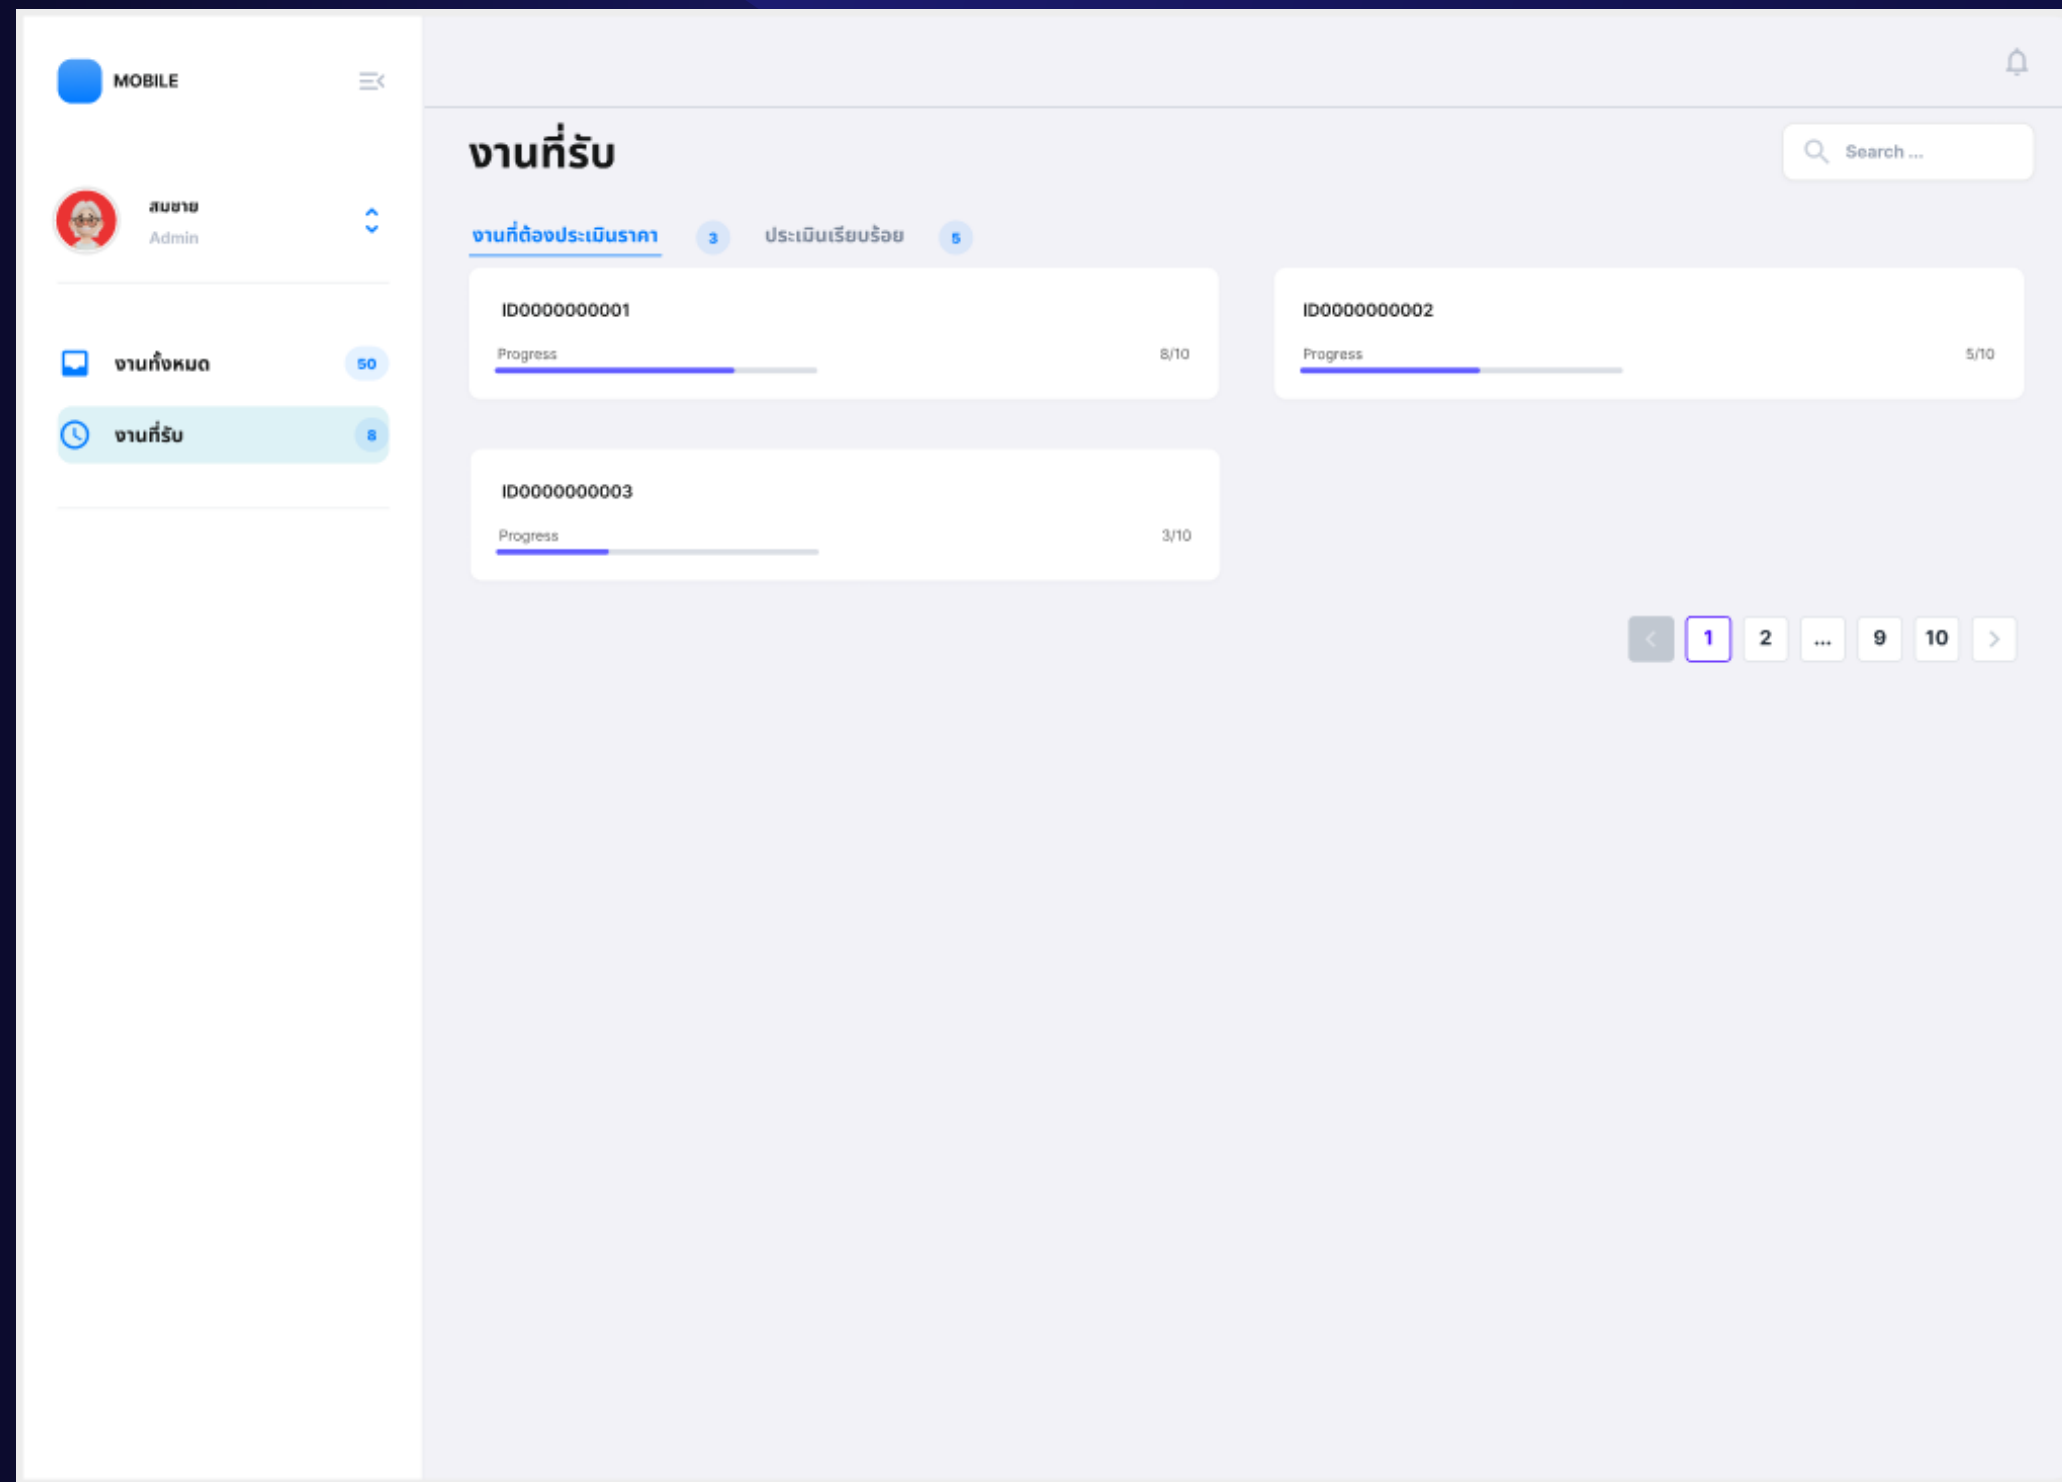 MOBILE
สมชาย
Admin
งานทั้งหมด 50
งานที่รับ 8
งานที่รับ
Search ...
งานที่ต้องประเมินราคา 3 ประเมินเรียบร้อย 5
ID0000000001
Progress 8/10
ID0000000002
Progress 5/10
ID0000000003
Progress 3/10
< 1 2 ... 9 10 >